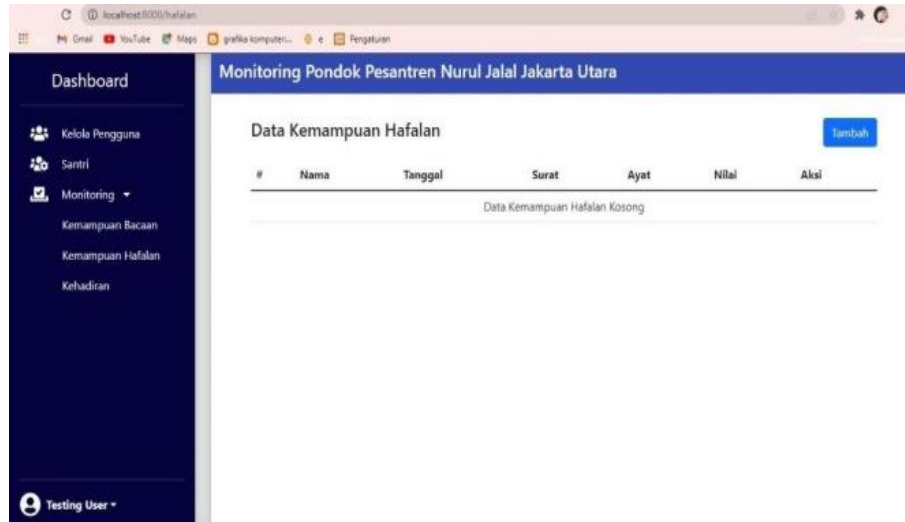 localhost:8000/hafalan
Gmail YouTube Maps grafika komputer... e Pengaturan
Dashboard
Monitoring Pondok Pesantren Nurul Jalal Jakarta Utara
Kelola Pengguna
Santri
Monitoring
Kemampuan Bacaan
Kemampuan Hafalan
Kehadiran
Data Kemampuan Hafalan
Tambah
# Nama Tanggal Surat Ayat Nilai Aksi
Data Kemampuan Hafalan Kosong
Testing User